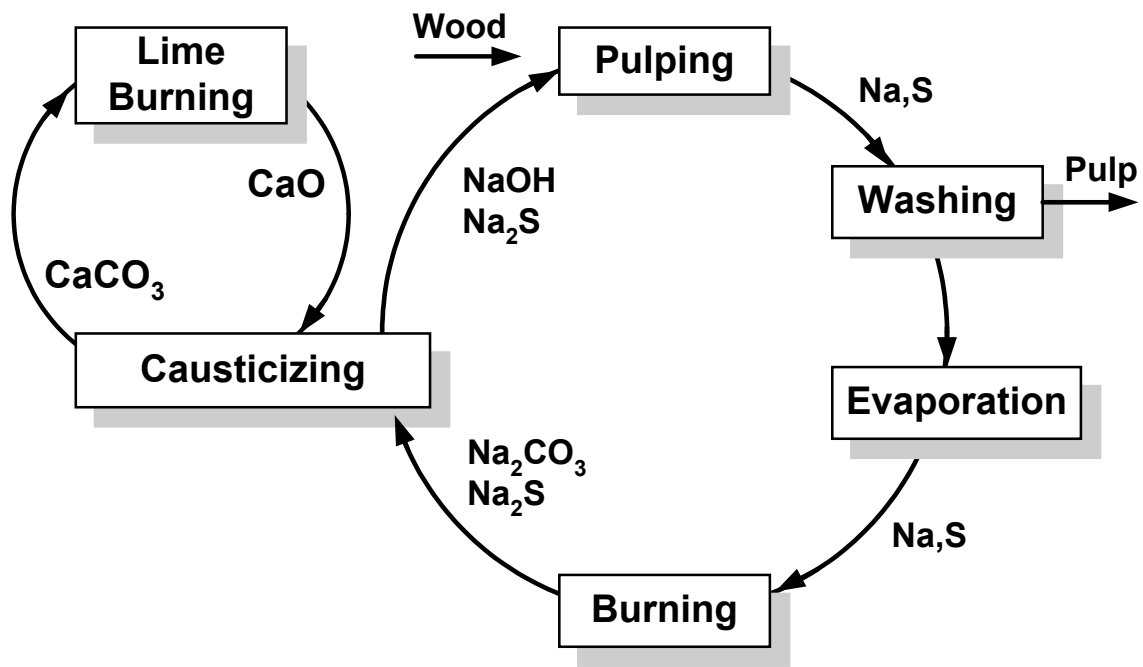 Wood
Lime
Burning
Pulping
Na,S
CaO
NaOH
Na₂S
Pulp
Washing
CaCO₃
Causticizing
Evaporation
Na₂CO₃
Na₂S
Na,S
Burning